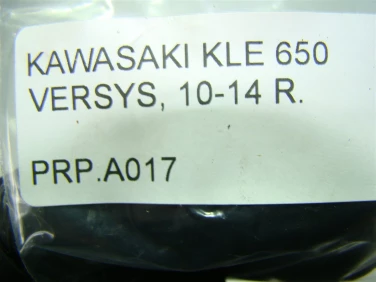 KAWASAKI KLE 650
VERSYS, 10-14 R.
PRP.A017